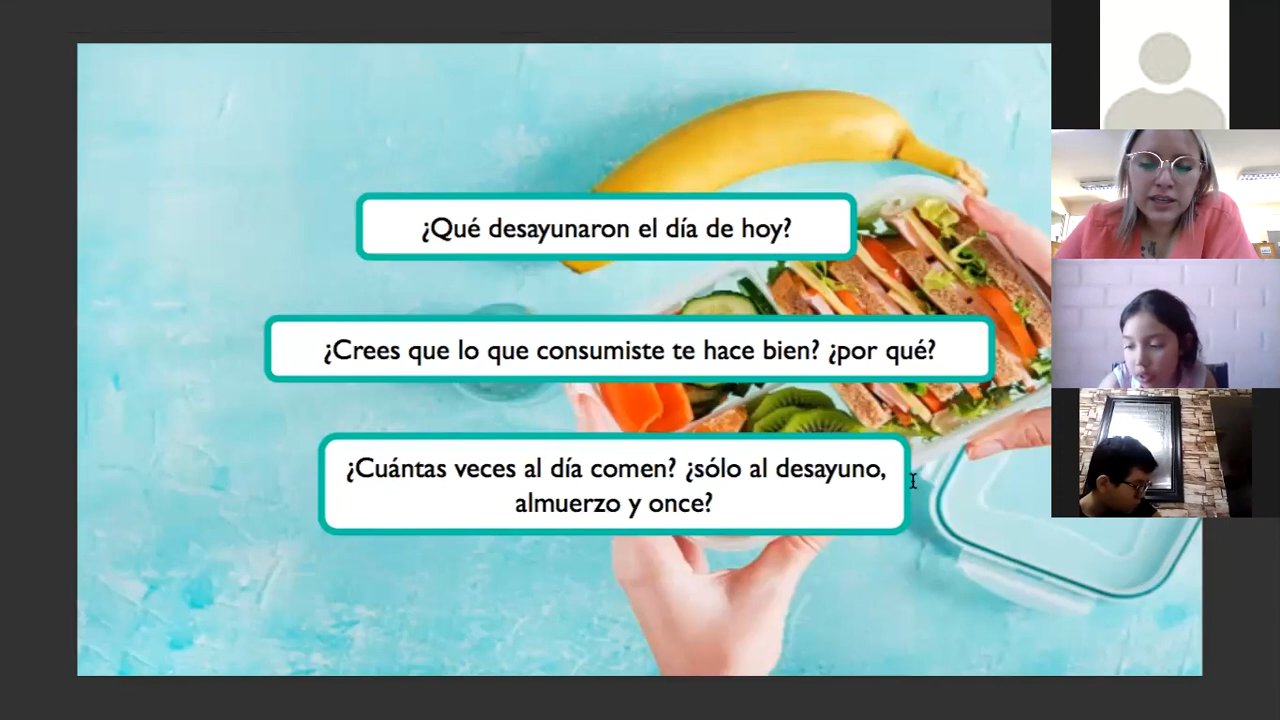 ¿Qué desayunaron el día de hoy?
¿Crees que lo que consumiste te hace bien? ¿por qué?
¿Cuántas veces al día comen? ¿sólo al desayuno,
almuerzo y once?